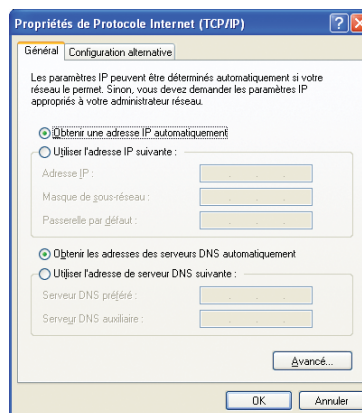 Propriétés de Protocole Internet (TCP/IP)
Général
Configuration alternative
Les paramètres IP peuvent être déterminés automatiquement si votre
réseau le permet. Sinon, vous devez demander les paramètres IP
appropriés à votre administrateur réseau.
Obtenir une adresse IP automatiquement
Utiliser l'adresse IP suivante :
Adresse IP :
Masque de sous-réseau :
Passerelle par défaut :
Obtenir les adresses des serveurs DNS automatiquement
Utiliser l'adresse de serveur DNS suivante :
Serveur DNS préféré :
Serveur DNS auxiliaire :
Avancé...
OK
Annuler